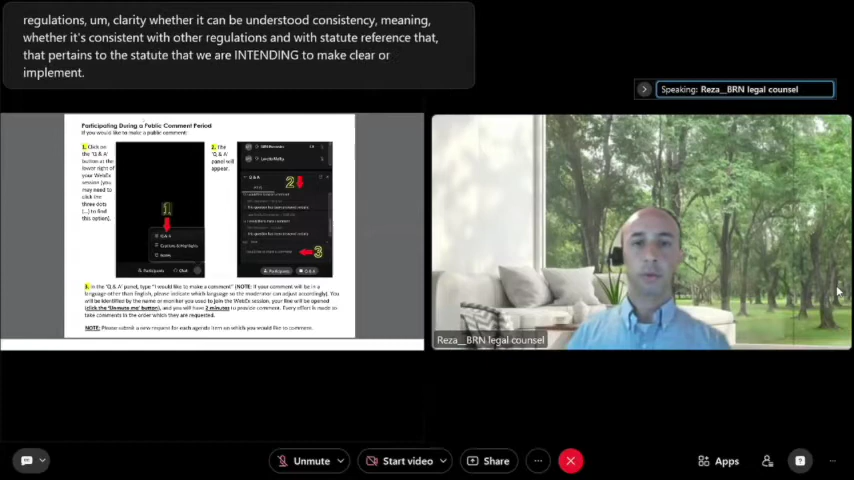 regulations, um, clarity whether it can be understood consistency, meaning,
whether it's consistent with other regulations and with statute reference that,
that pertains to the statute that we are INTENDING to make clear or
implement.
Speaking: Reza__BRN legal counsel
Participating During a Public Comment Period
If you would like to make a public comment:
1. Click on
the 'Q & A'
button at the
lower right of
your WebEx
session (you
may need to
click the
three dots
(...) to find
this option).
2. The
'Q & A'
panel will
appear.
1
2
3
Q & A
Participants
Chat
Participants
Q & A
3. In the 'Q & A' panel, type "I would like to make a comment" (NOTE: If your comment will be in a
language other than English, please indicate which language so the moderator can adjust accordingly). You
will be identified by the name or moniker you used to join the WebEx session, your line will be opened
(click the 'Unmute me' button), and you will have 2 minutes to provide comment. Every effort is made to
take comments in the order which they are requested.
NOTE: Please submit a new request for each agenda item on which you would like to comment.
Reza__BRN legal counsel
Unmute
Start video
Share
Apps